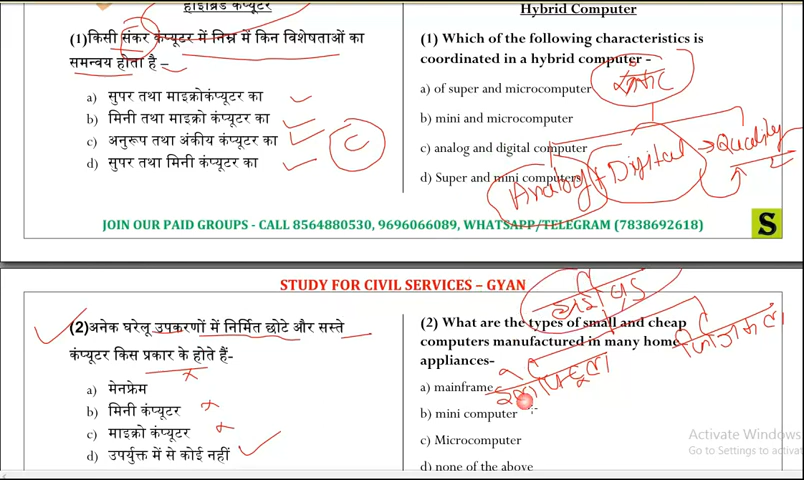 हाइब्रिड कंप्यूटर
(1) किसी संकर कंप्यूटर में निम्न में किन विशेषताओं का
समन्वय होता है -
a) सुपर तथा माइक्रोकंप्यूटर का
b) मिनी तथा माइक्रो कंप्यूटर का
c) अनुरूप तथा अंकीय कंप्यूटर का
d) सुपर तथा मिनी कंप्यूटर का
C
Hybrid Computer
(1) Which of the following characteristics is
coordinated in a hybrid computer -
a) of super and microcomputer
b) mini and microcomputer
c) analog and digital computer
d) Super and mini computers
Analog + Digital → Quality
JOIN OUR PAID GROUPS - CALL 8564880530, 9696066089, WHATSAPP/TELEGRAM (7838692618)
S
STUDY FOR CIVIL SERVICES – GYAN
(2) अनेक घरेलू उपकरणों में निर्मित छोटे और सस्ते
कंप्यूटर किस प्रकार के होते हैं-
a) मेनफ्रेम
b) मिनी कंप्यूटर
c) माइक्रो कंप्यूटर
d) उपर्युक्त में से कोई नहीं
(2) What are the types of small and cheap
computers manufactured in many home
appliances-
a) mainframe
b) mini computer
c) Microcomputer
d) none of the above
Activate Windows
Go to Settings to activat